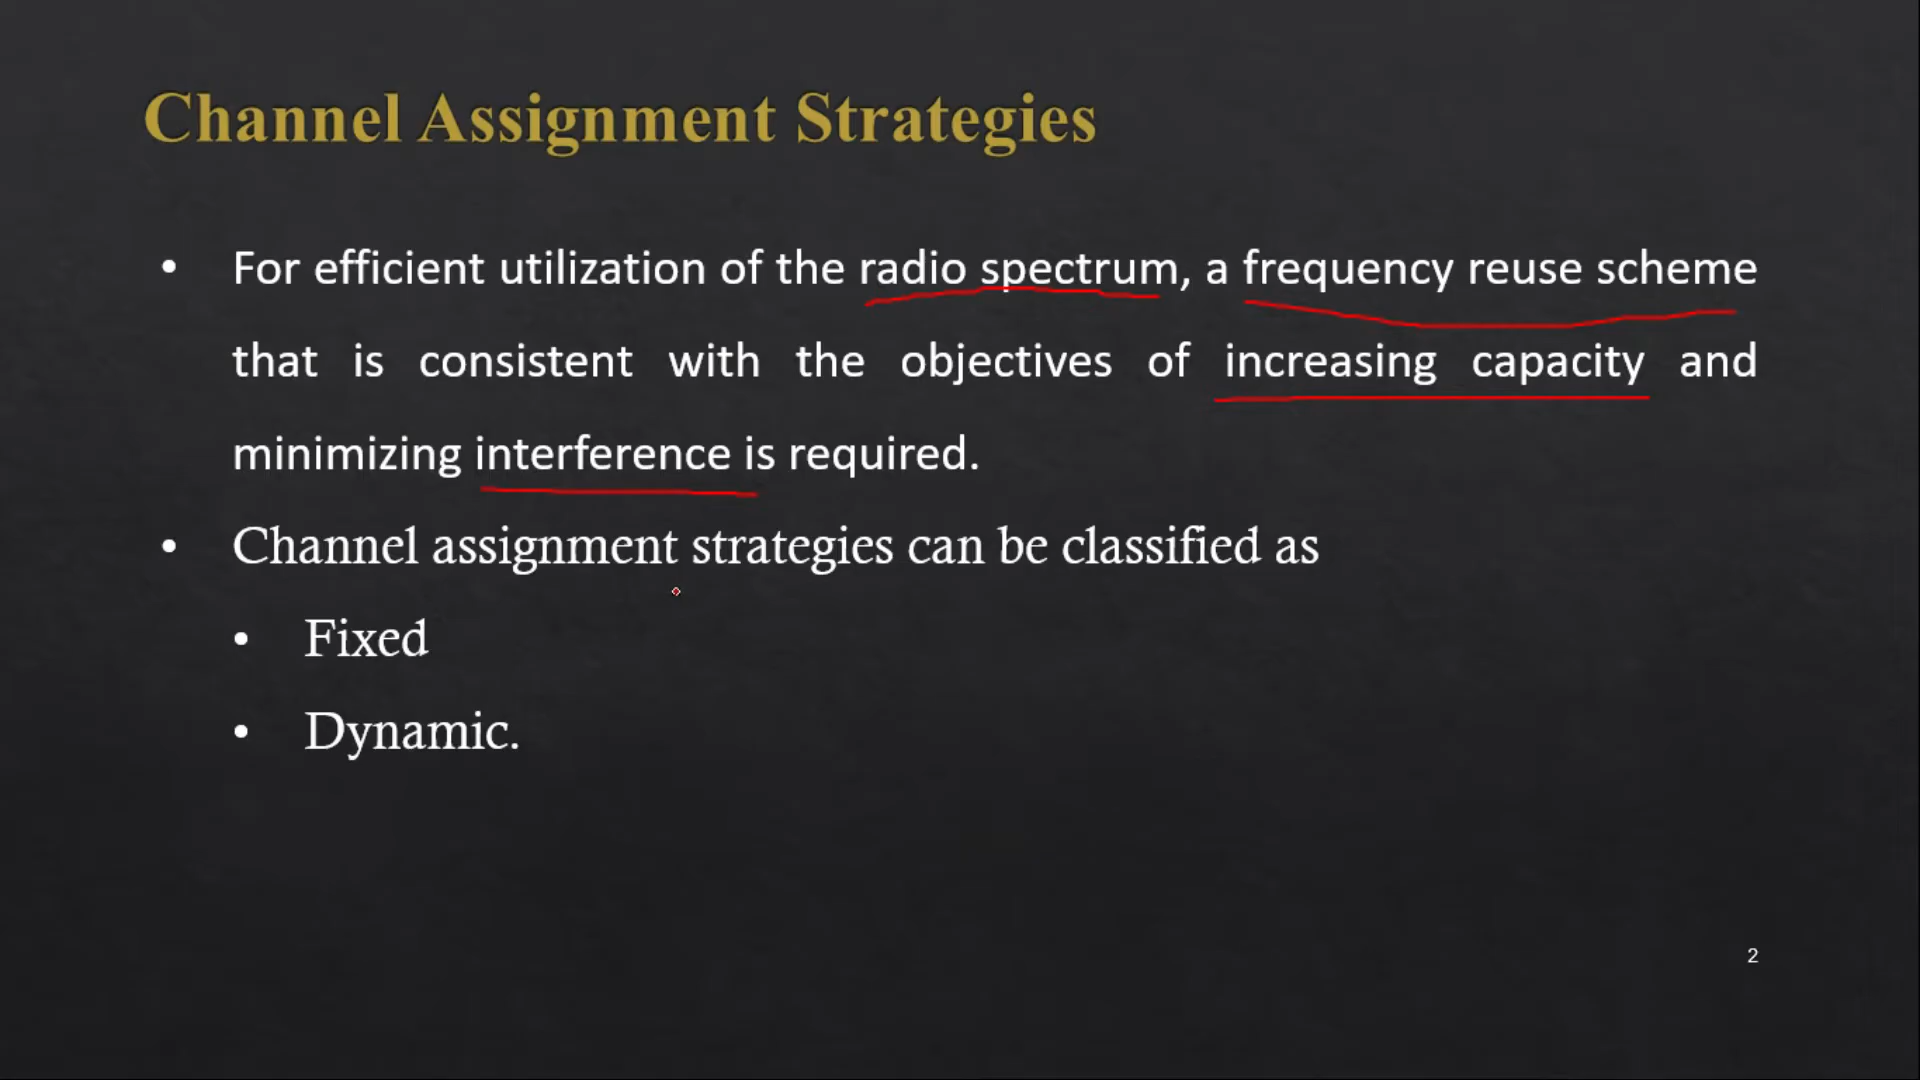 Channel Assignment Strategies
• For efficient utilization of the radio spectrum, a frequency reuse scheme
that is consistent with the objectives of increasing capacity and
minimizing interference is required.
• Channel assignment strategies can be classified as
• Fixed
• Dynamic.
2